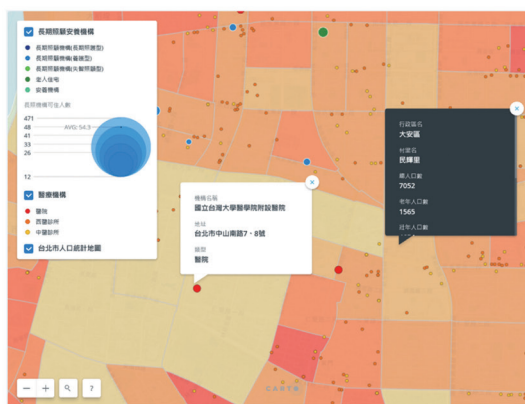 長期照顧安養機構
長期照顧機構(長期照護型)
長期照顧機構(養護型)
長期照顧機構(失智照顧型)
老人住宅
安養機構
長照機構可住人數
471
48
AVG: 54.3
41
33
26
12
醫療機構
醫院
西醫診所
中醫診所
台北市人口統計地圖
機構名稱
國立台灣大學醫學院附設醫院
地址
台北市中山南路7、8號
類型
醫院
行政區名
大安區
村里名
民輝里
總人口數
7052
老年人口數
1565
近年人口數
?
CARTO